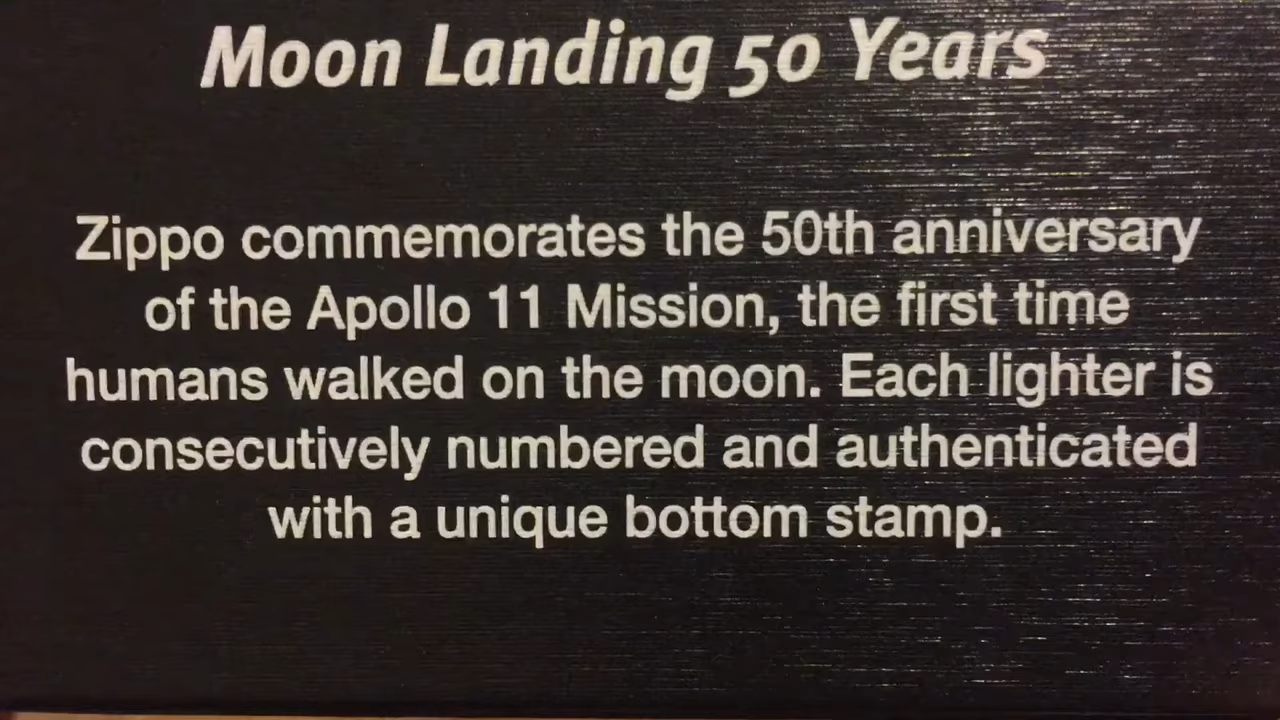 Moon Landing 50 Years
Zippo commemorates the 50th anniversary
of the Apollo 11 Mission, the first time
humans walked on the moon. Each lighter is
consecutively numbered and authenticated
with a unique bottom stamp.